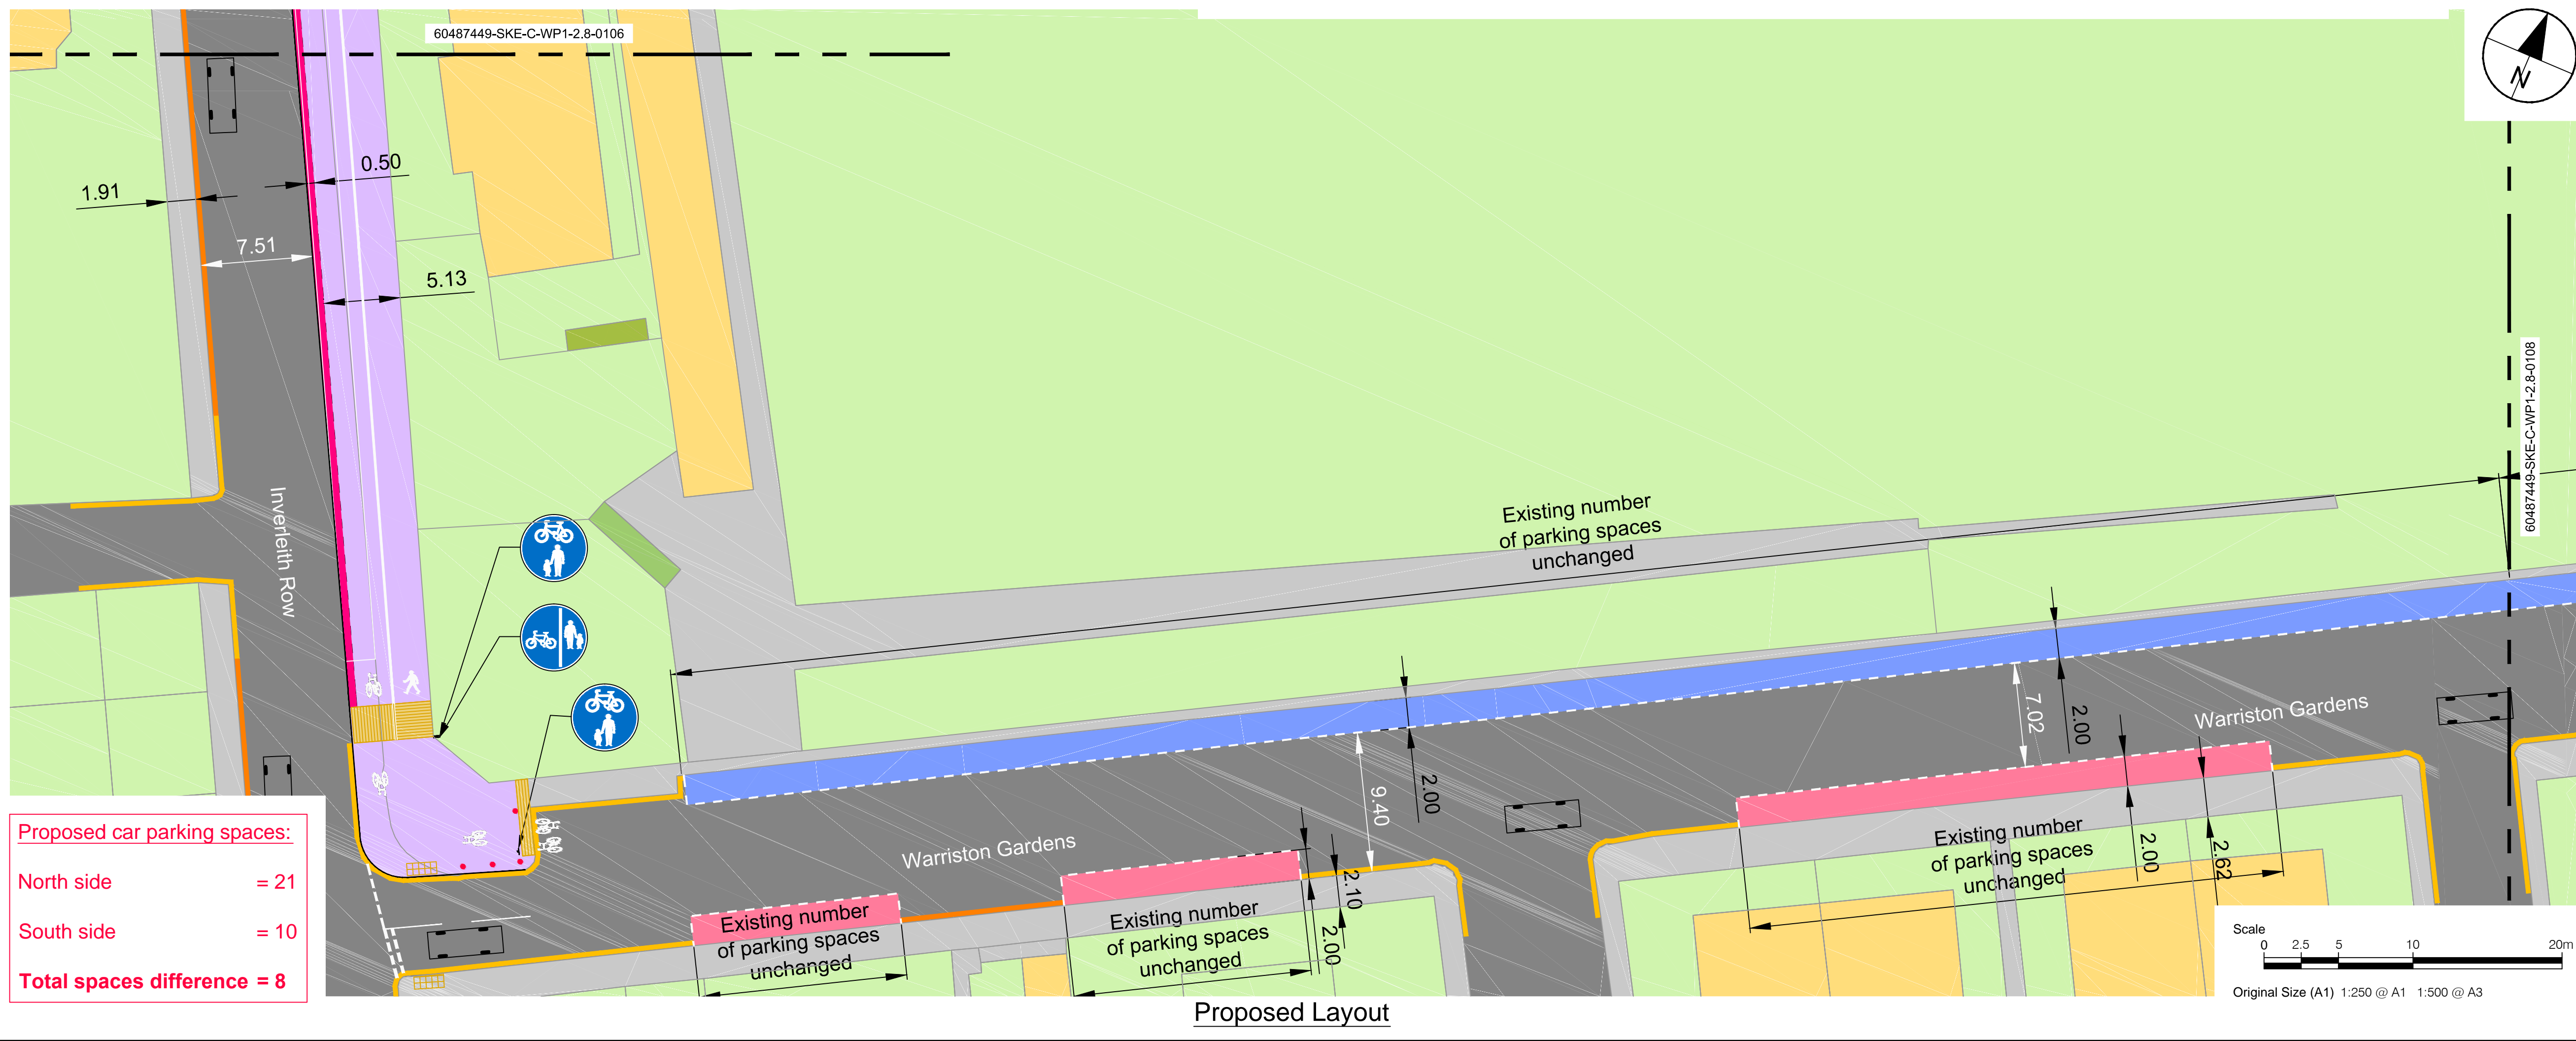 60487449-SKE-C-WP1-2.8-0106
N
0.50
1.91
7.51
5.13
60487449-SKE-C-WP1-2.8-0108
Inverleith Row
Existing number
of parking spaces
unchanged
7.02
2.00
Warriston Gardens
9.40
2.00
Warriston Gardens
Existing number
of parking spaces
unchanged
2.00
2.62
Existing number
of parking spaces
unchanged
Existing number
of parking spaces
unchanged
2.10
2.00
Proposed car parking spaces:
North side = 21
South side = 10
Total spaces difference = 8
Scale
0 2.5 5 10 20m
Original Size (A1) 1:250 @ A1 1:500 @ A3
Proposed Layout